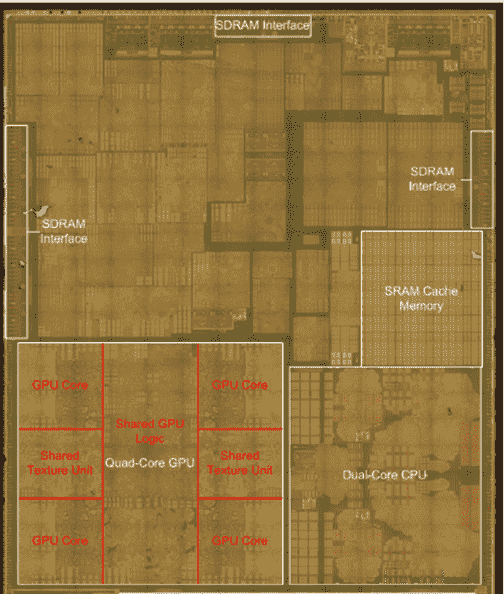 SDRAM Interface
SDRAM
Interface
SDRAM
Interface
SRAM Cache
Memory
GPU Core
GPU Core
Shared GPU
Logic
Quad-Core GPU
Shared
Texture Unit
Shared
Texture Unit
Dual-Core CPU
GPU Core
GPU Core